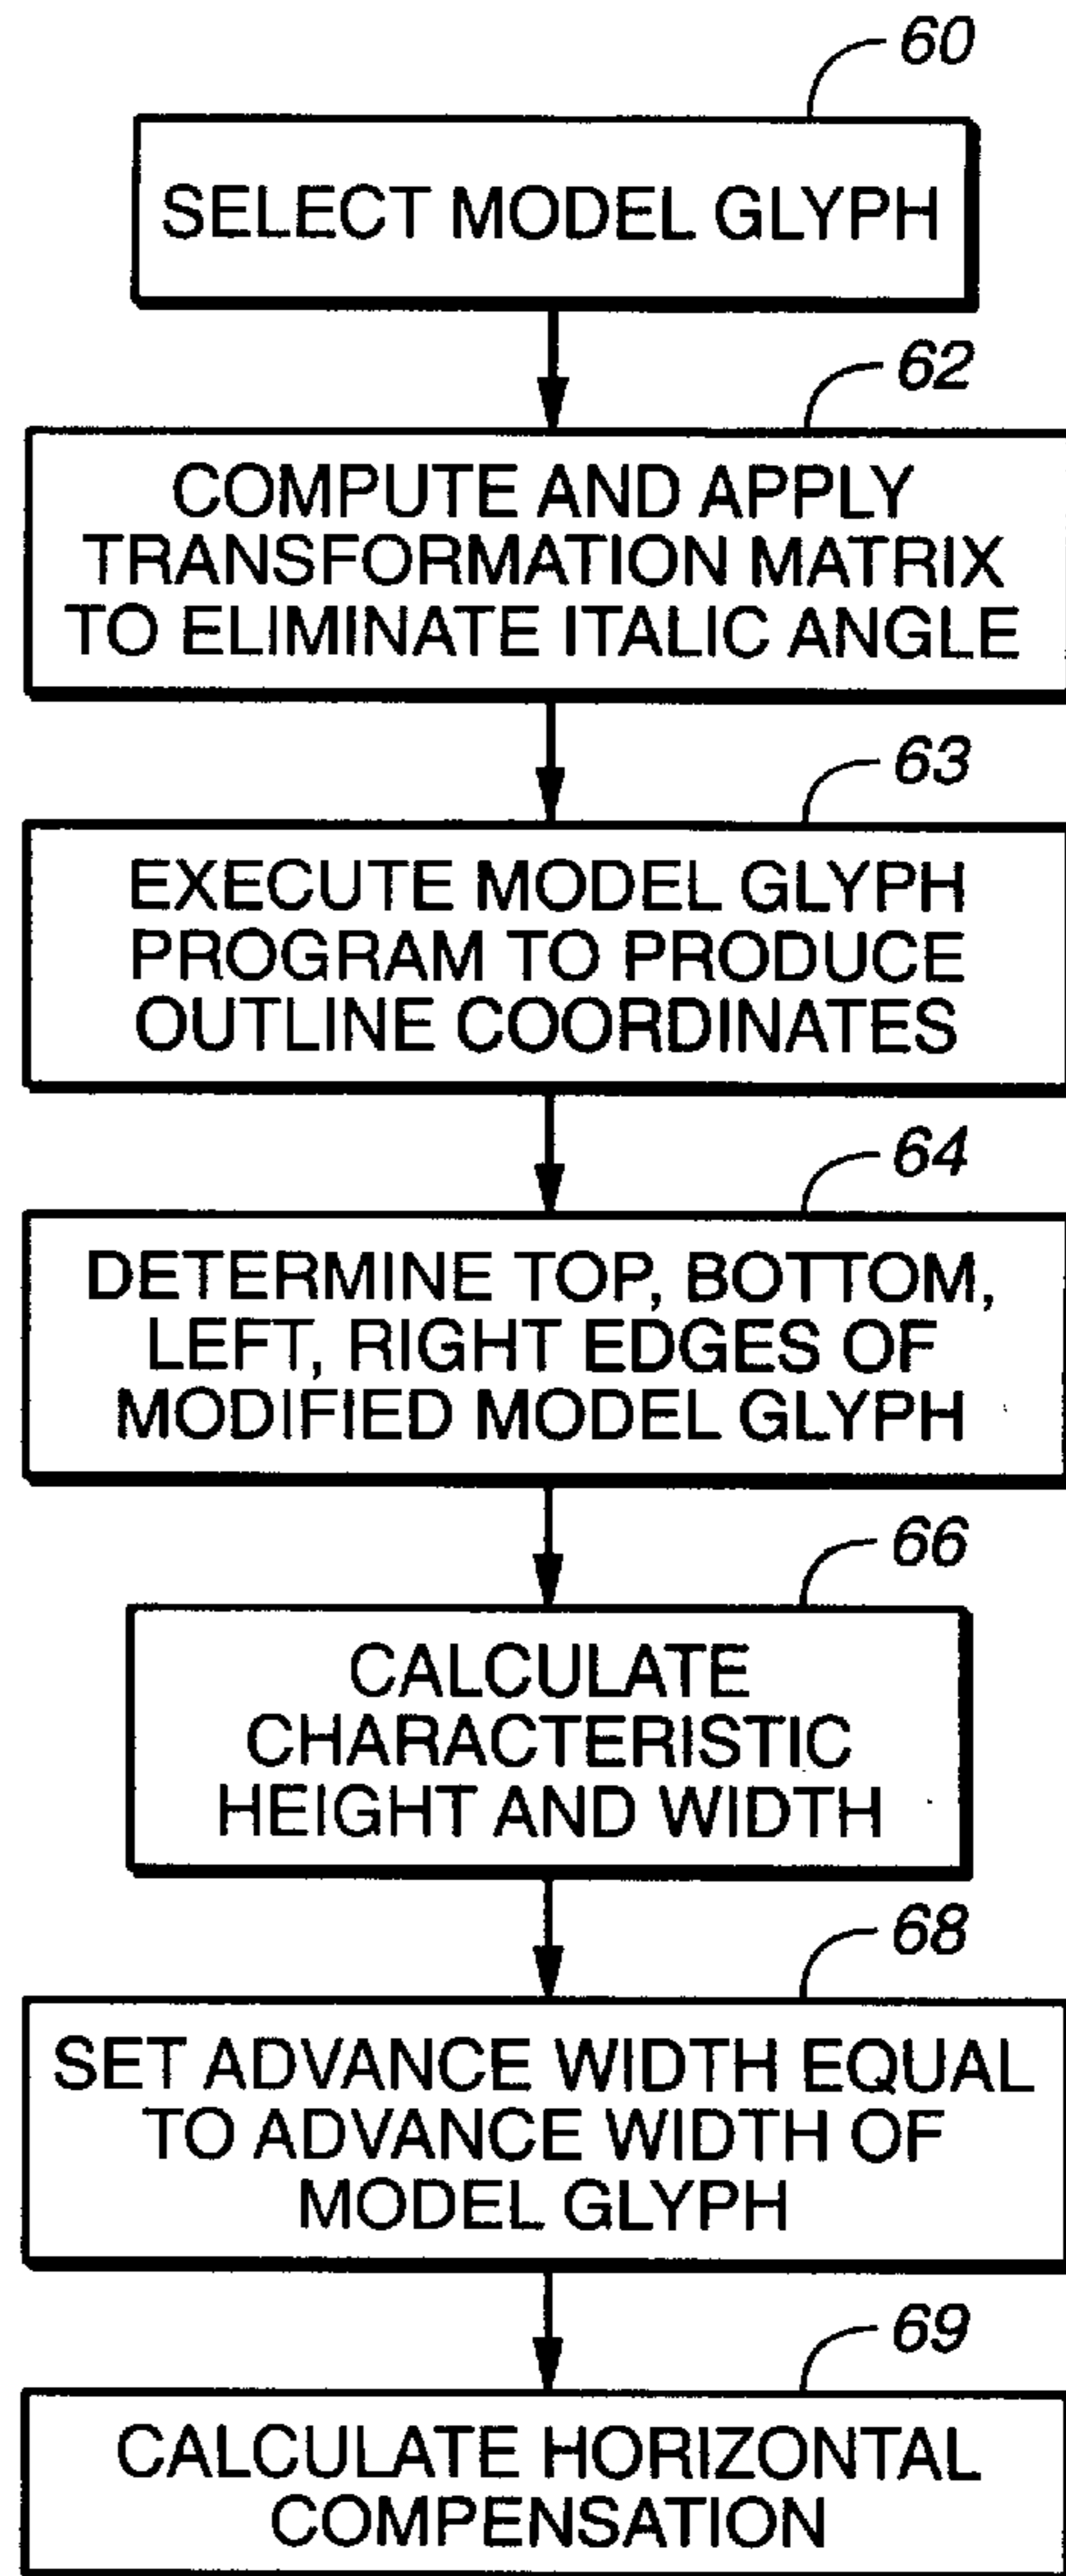 60
SELECT MODEL GLYPH
62
COMPUTE AND APPLY
TRANSFORMATION MATRIX
TO ELIMINATE ITALIC ANGLE
63
EXECUTE MODEL GLYPH
PROGRAM TO PRODUCE
OUTLINE COORDINATES
64
DETERMINE TOP, BOTTOM,
LEFT, RIGHT EDGES OF
MODIFIED MODEL GLYPH
66
CALCULATE
CHARACTERISTIC
HEIGHT AND WIDTH
68
SET ADVANCE WIDTH EQUAL
TO ADVANCE WIDTH OF
MODEL GLYPH
69
CALCULATE HORIZONTAL
COMPENSATION